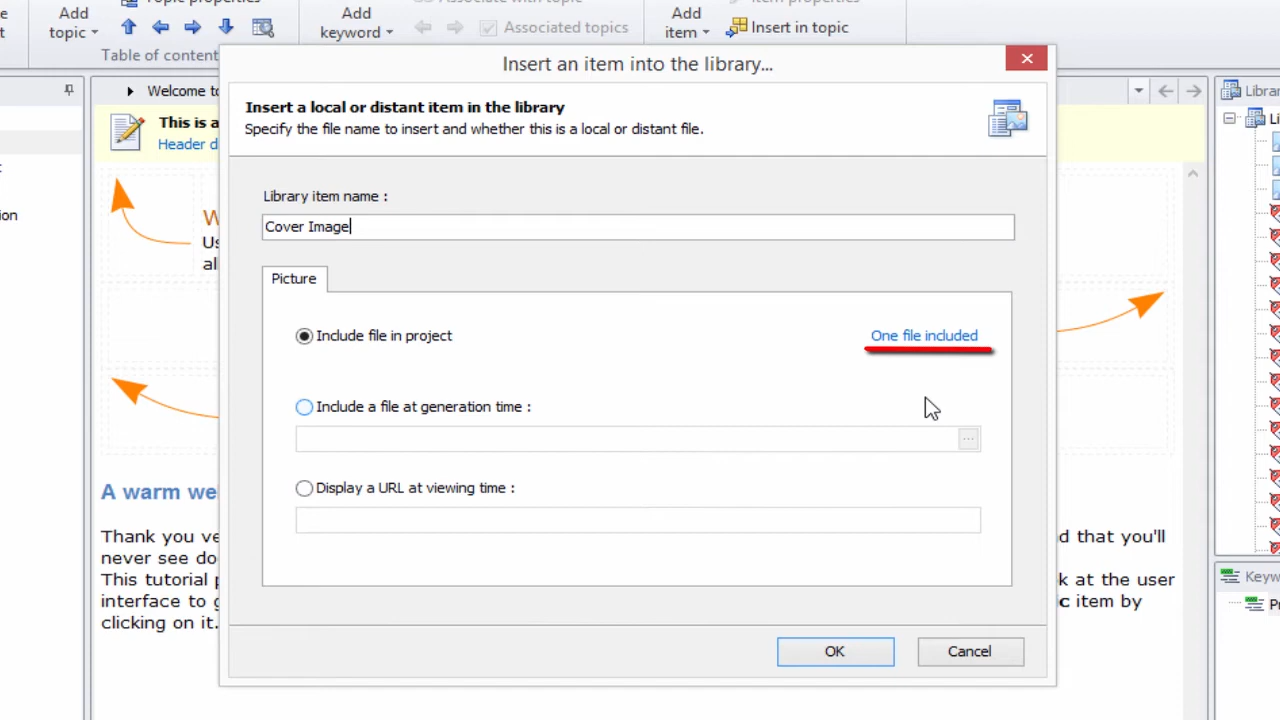 Add
topic
Table of content
Add
keyword
Associated topics
Add
item
Insert in topic
Insert an item into the library...
Welcome to
Insert a local or distant item in the library
Specify the file name to insert and whether this is a local or distant file.
This is a
Header d
Library item name :
Cover Image
Picture
Include file in project
One file included
Include a file at generation time :
...
Display a URL at viewing time :
OK
Cancel
A warm we
Thank you ve
d that you'll
never see do
This tutorial p
k at the user
interface to g
c item by
clicking on it.